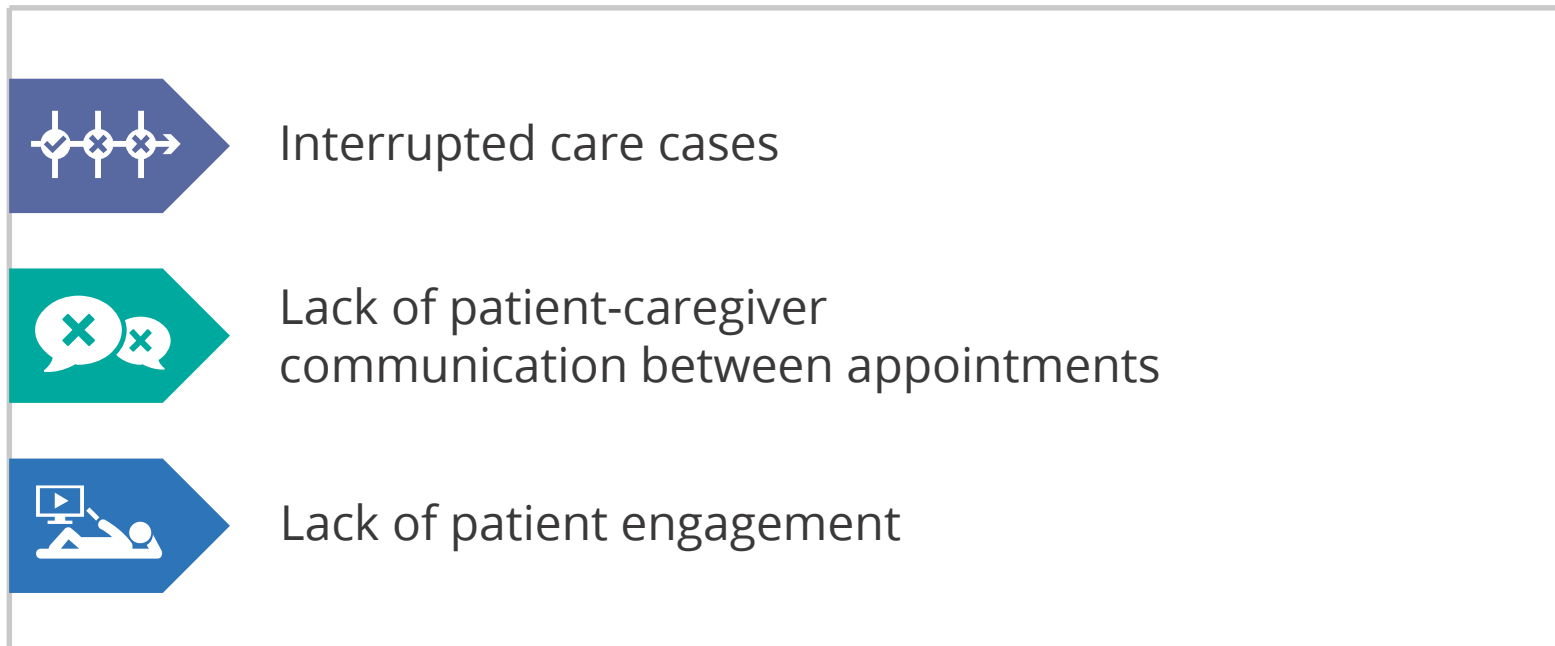 Interrupted care cases
Lack of patient-caregiver
communication between appointments
Lack of patient engagement